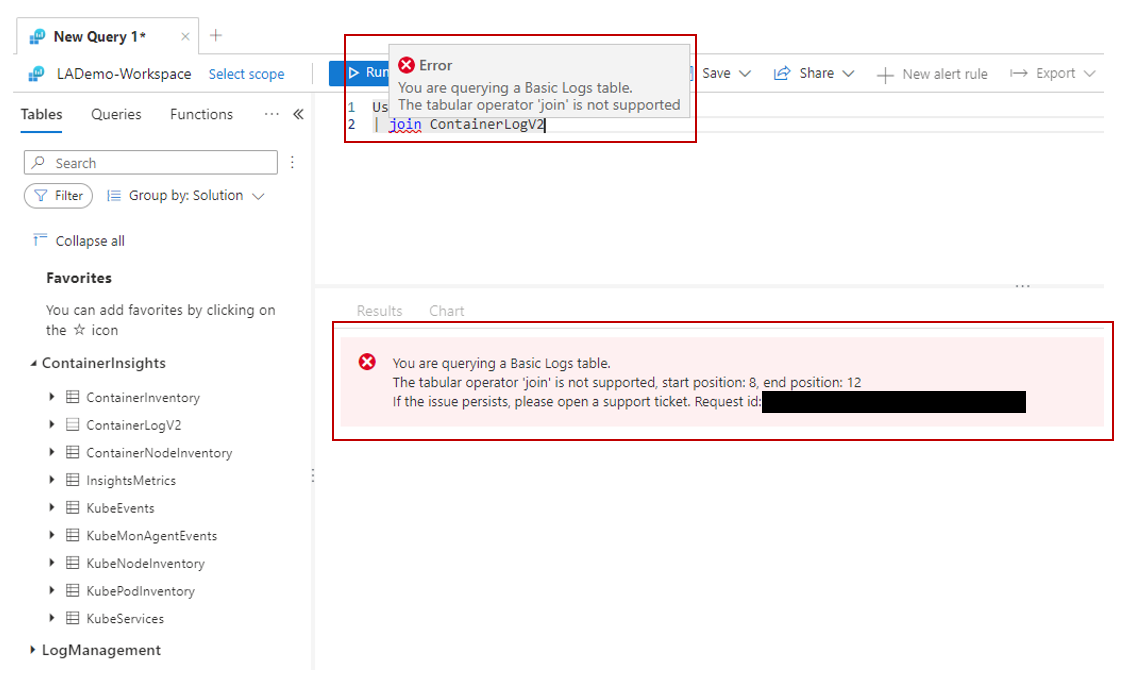 New Query 1*
LADemo-Workspace Select scope
Run
Save Share New alert rule Export
Error
You are querying a Basic Logs table.
The tabular operator 'join' is not supported
1 Us
2 | join ContainerLogV2
Tables Queries Functions ... «
Search
Filter Group by: Solution
Collapse all
Favorites
You can add favorites by clicking on
the ☆ icon
ContainerInsights
ContainerInventory
ContainerLogV2
ContainerNodeInventory
InsightsMetrics
KubeEvents
KubeMonAgentEvents
KubeNodeInventory
KubePodInventory
KubeServices
LogManagement
Results Chart
You are querying a Basic Logs table.
The tabular operator 'join' is not supported, start position: 8, end position: 12
If the issue persists, please open a support ticket. Request id: